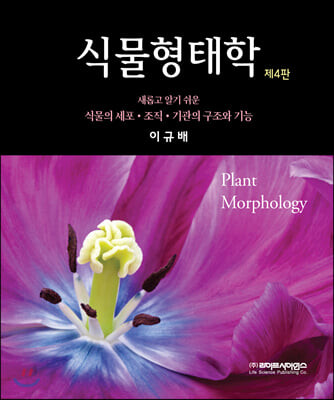 식물형태학
제4판
새롭고 알기 쉬운
식물의 세포 • 조직 • 기관의 구조와 기능
이 규 배
Plant
Morphology
(주) 라이프사이언스
Life Science Publishing Co.